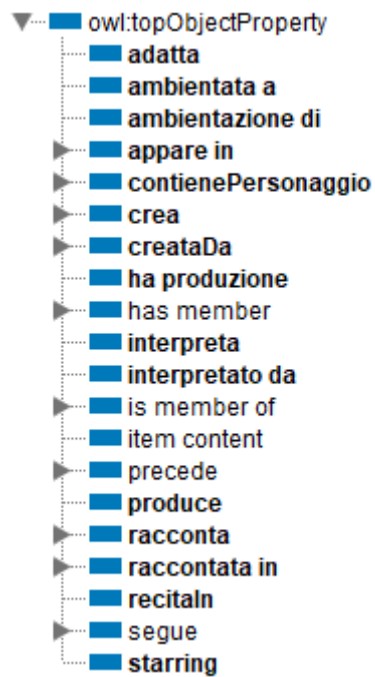 owl:topObjectProperty
adatta
ambientata a
ambientazione di
appare in
contienePersonaggio
crea
creataDa
ha produzione
has member
interpreta
interpretato da
is member of
item content
precede
produce
racconta
raccontata in
recitaIn
segue
starring